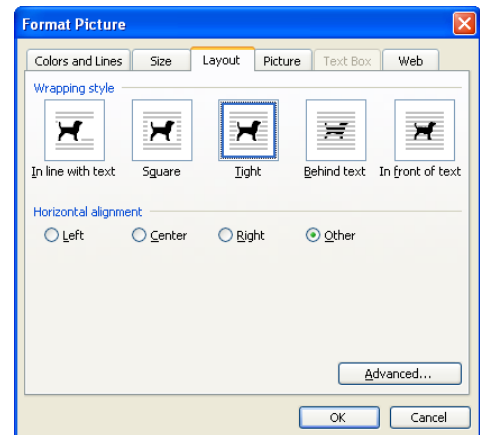 Format Picture
Colors and Lines Size Layout Picture Text Box Web
Wrapping style
In line with text Square Tight Behind text In front of text
Horizontal alignment
Left Center Right Other
Advanced...
OK Cancel